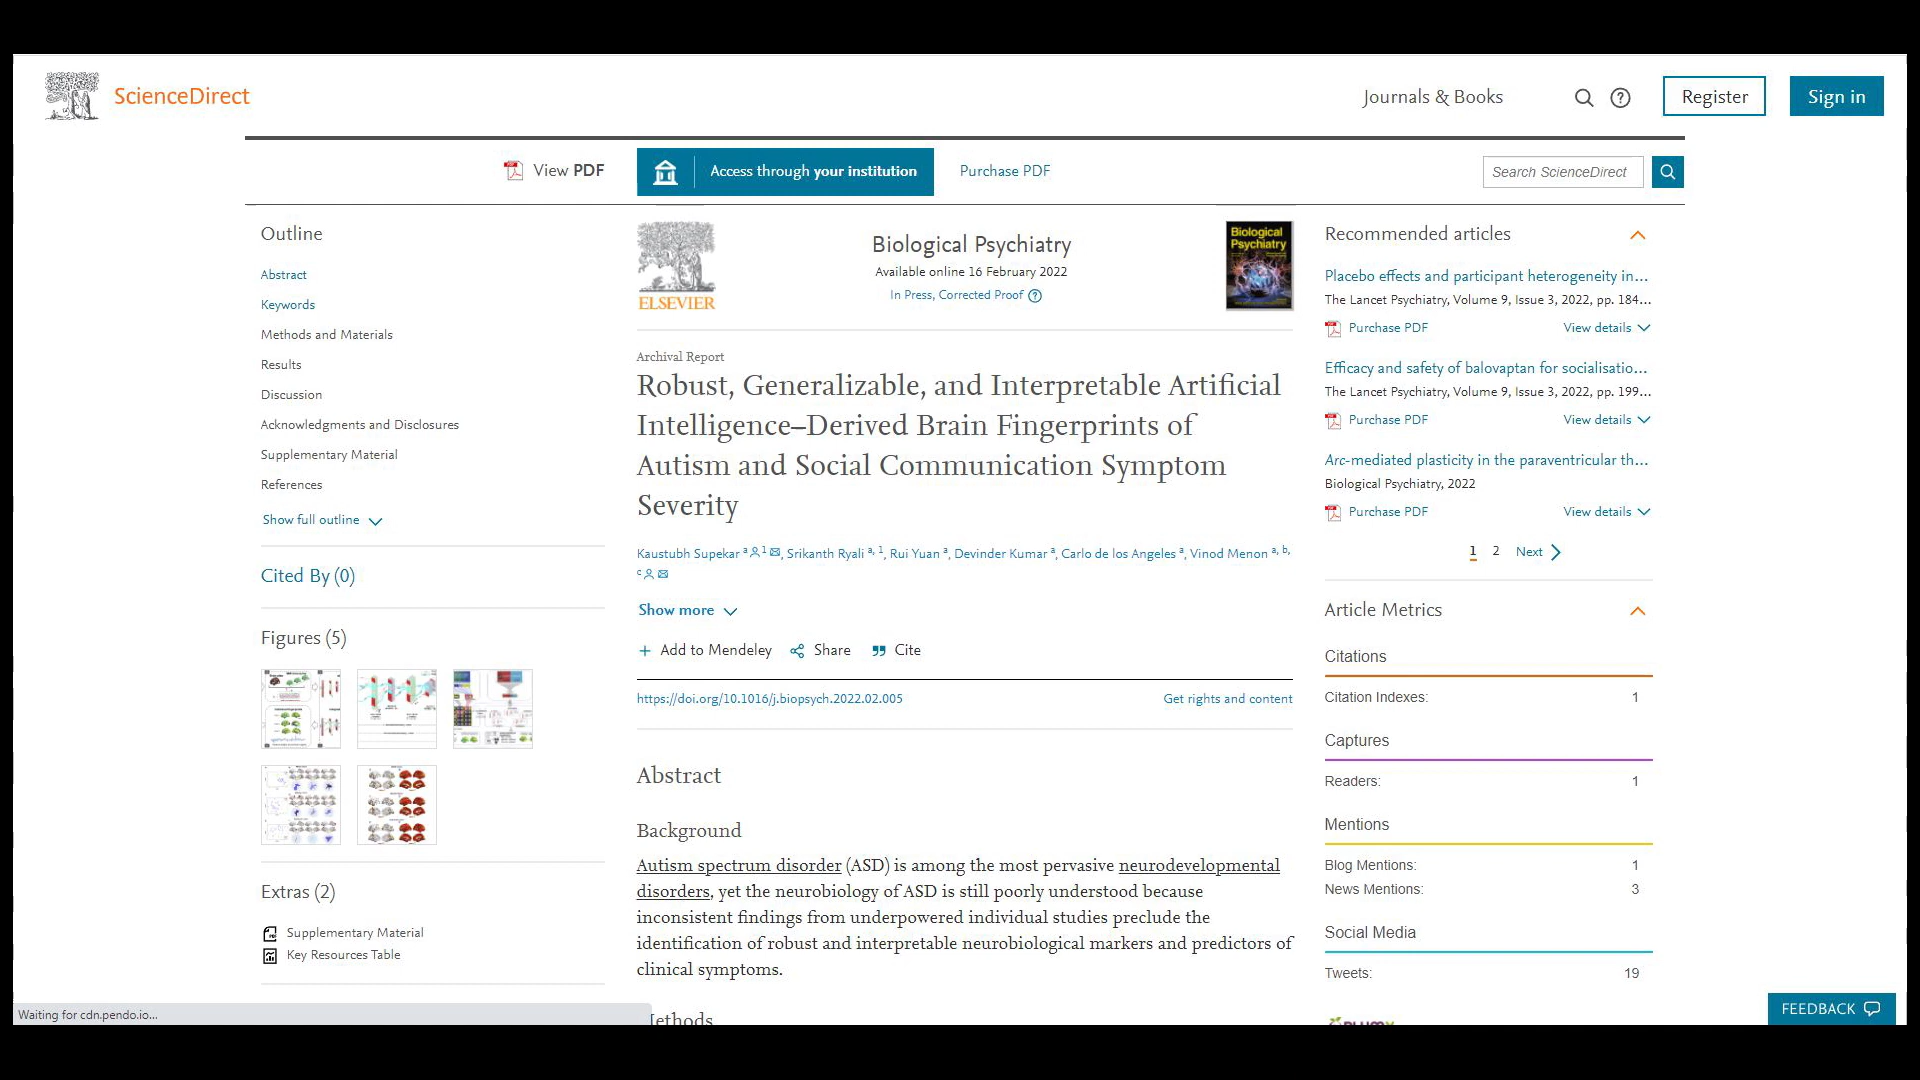 ScienceDirect
Journals & Books
Register
Sign in
View PDF
Access through your institution
Purchase PDF
Search ScienceDirect
Outline
Abstract
Keywords
Methods and Materials
Results
Discussion
Acknowledgments and Disclosures
Supplementary Material
References
Show full outline
Cited By (0)
Figures (5)
Extras (2)
Supplementary Material
Key Resources Table
ELSEVIER
Biological Psychiatry
Available online 16 February 2022
In Press, Corrected Proof
Biological
Psychiatry
Archival Report
Robust, Generalizable, and Interpretable Artificial
Intelligence–Derived Brain Fingerprints of
Autism and Social Communication Symptom
Severity
Kaustubh Supekar a 1, Srikanth Ryali a, 1, Rui Yuan a, Devinder Kumar a, Carlo de los Angeles a, Vinod Menon a, b,
c
Show more
Add to Mendeley
Share
Cite
https://doi.org/10.1016/j.biopsych.2022.02.005
Get rights and content
Abstract
Background
Autism spectrum disorder (ASD) is among the most pervasive neurodevelopmental
disorders, yet the neurobiology of ASD is still poorly understood because
inconsistent findings from underpowered individual studies preclude the
identification of robust and interpretable neurobiological markers and predictors of
clinical symptoms.
Methods
Recommended articles
Placebo effects and participant heterogeneity in...
The Lancet Psychiatry, Volume 9, Issue 3, 2022, pp. 184...
Purchase PDF
View details
Efficacy and safety of balovaptan for socialisatio...
The Lancet Psychiatry, Volume 9, Issue 3, 2022, pp. 199...
Purchase PDF
View details
Arc-mediated plasticity in the paraventricular th...
Biological Psychiatry, 2022
Purchase PDF
View details
1 2 Next
Article Metrics
Citations
Citation Indexes: 1
Captures
Readers: 1
Mentions
Blog Mentions: 1
News Mentions: 3
Social Media
Tweets: 19
FEEDBACK
Waiting for cdn.pendo.io...